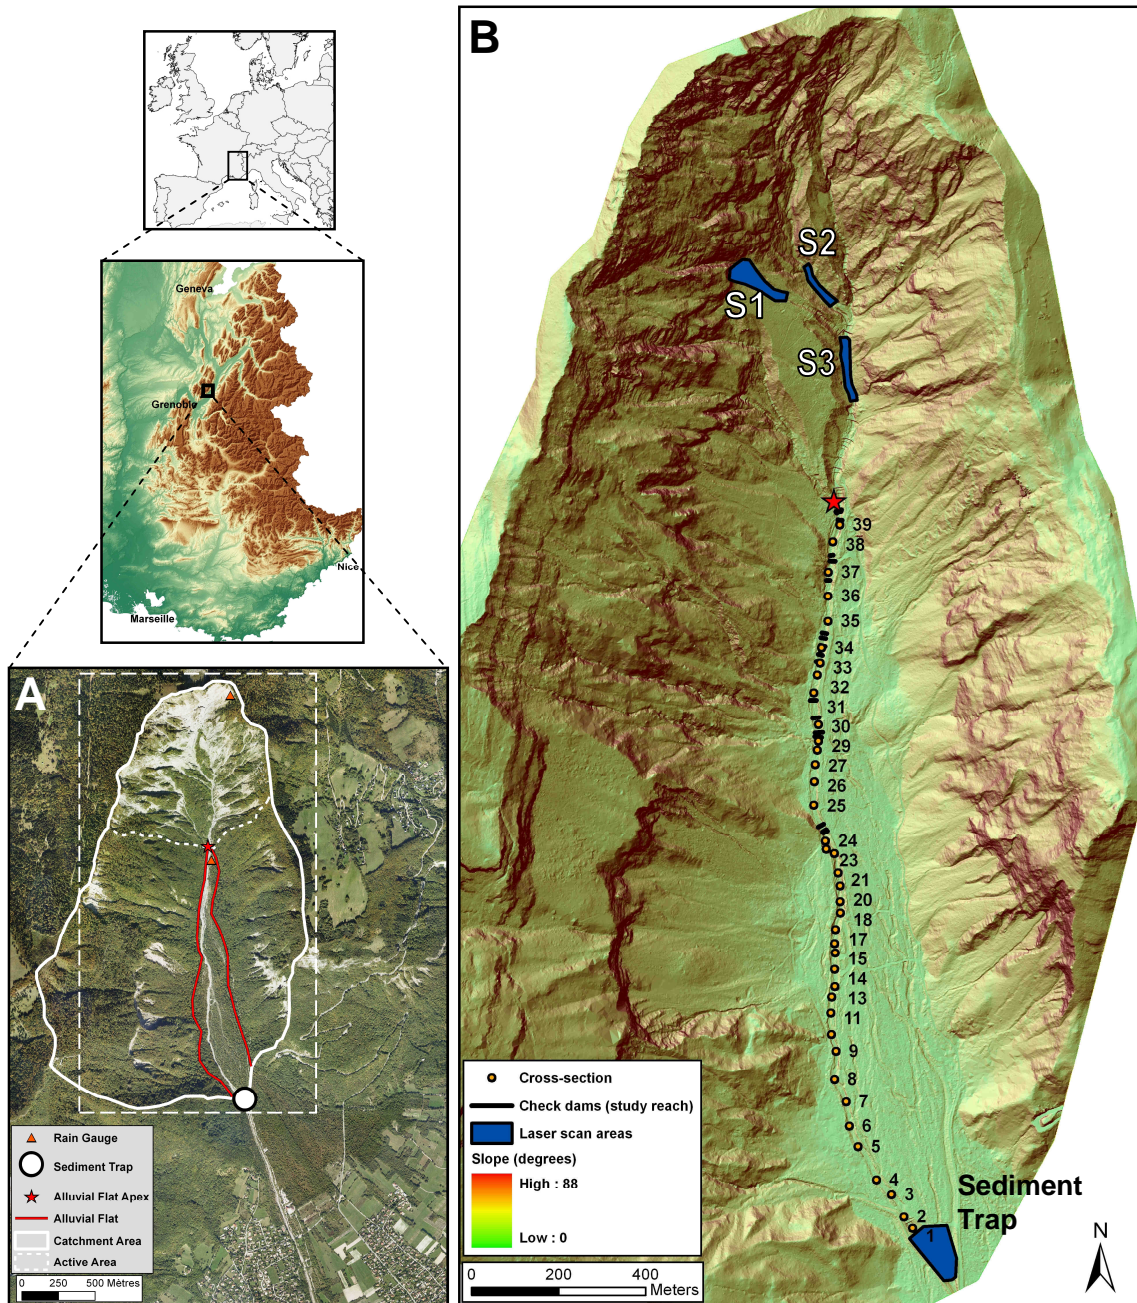 Geneva
Grenoble
Nice
Marseille
A
Rain Gauge
Sediment Trap
Alluvial Flat Apex
Alluvial Flat
Catchment Area
Active Area
0 250 500 Mètres
B
S2
S1
S3
39
38
37
36
35
34
33
32
31
30
29
27
26
25
24
23
21
20
18
17
15
14
13
11
9
8
7
6
5
4
3
2
1
Sediment
Trap
Cross-section
Check dams (study reach)
Laser scan areas
Slope (degrees)
High : 88
Low : 0
0 200 400
Meters
N